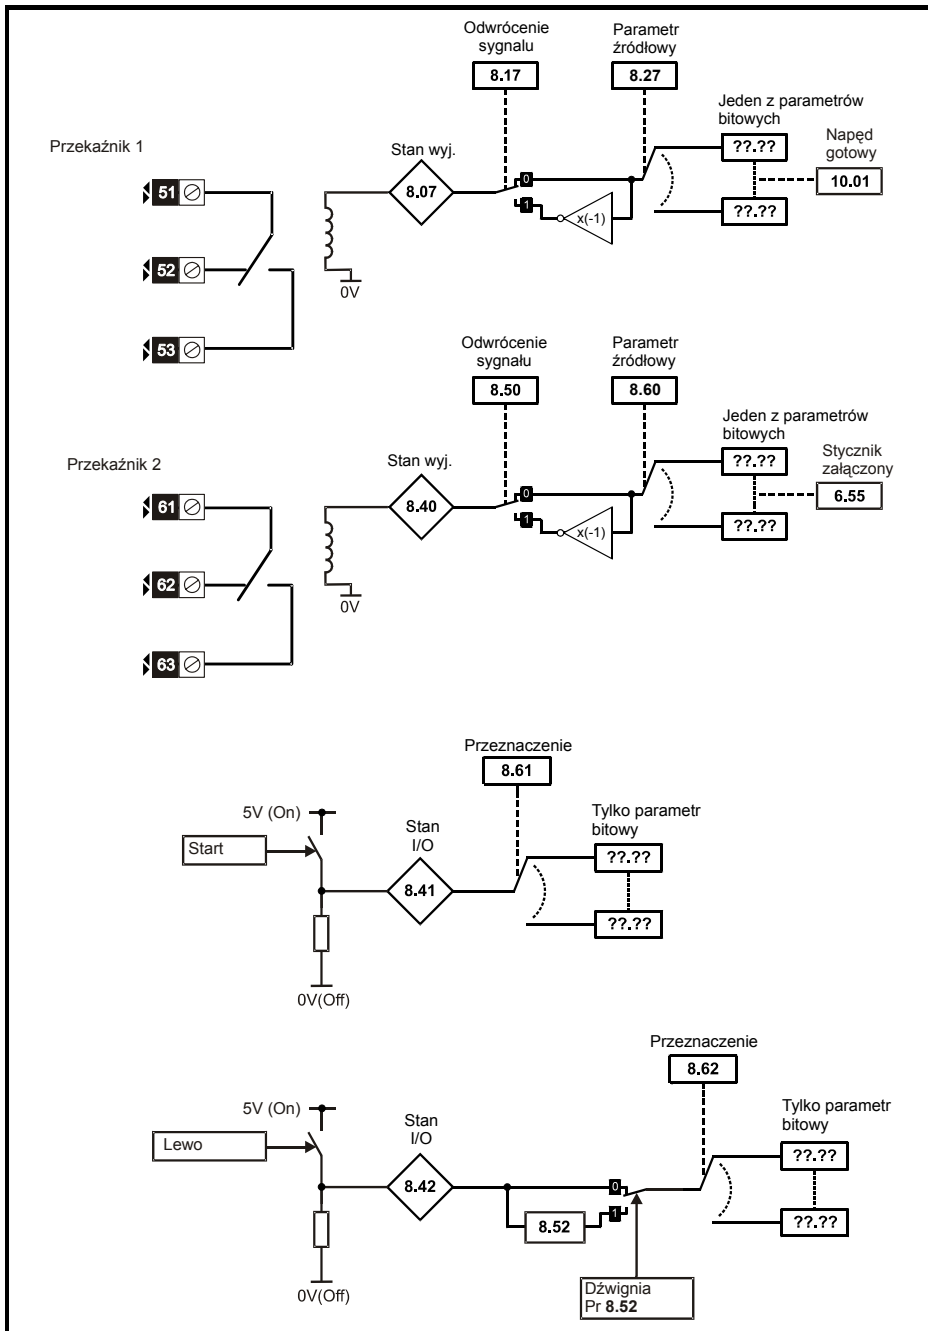 Odwrócenie
sygnalu
Parametr
źródłowy
8.17
8.27
Jeden z parametrów
bitowych
Przekaźnik 1
Stan wyj.
??.??
Napęd
gotowy
51
8.07
0
10.01
1
x(-1)
??.??
52
0V
53
Odwrócenie
sygnału
Parametr
źródłowy
8.50
8.60
Jeden z parametrów
bitowych
Przekaźnik 2
Stan wyj.
??.??
Stycznik
załączony
61
8.40
0
6.55
1
x(-1)
??.??
62
0V
63
Przeznaczenie
8.61
5V (On)
Tylko parametr
bitowy
Start
Stan
I/O
??.??
8.41
??.??
0V(Off)
Przeznaczenie
8.62
5V (On)
Tylko parametr
bitowy
Lewo
Stan
I/O
??.??
8.42
0
1
8.52
??.??
0V(Off)
Dźwignia
Pr 8.52